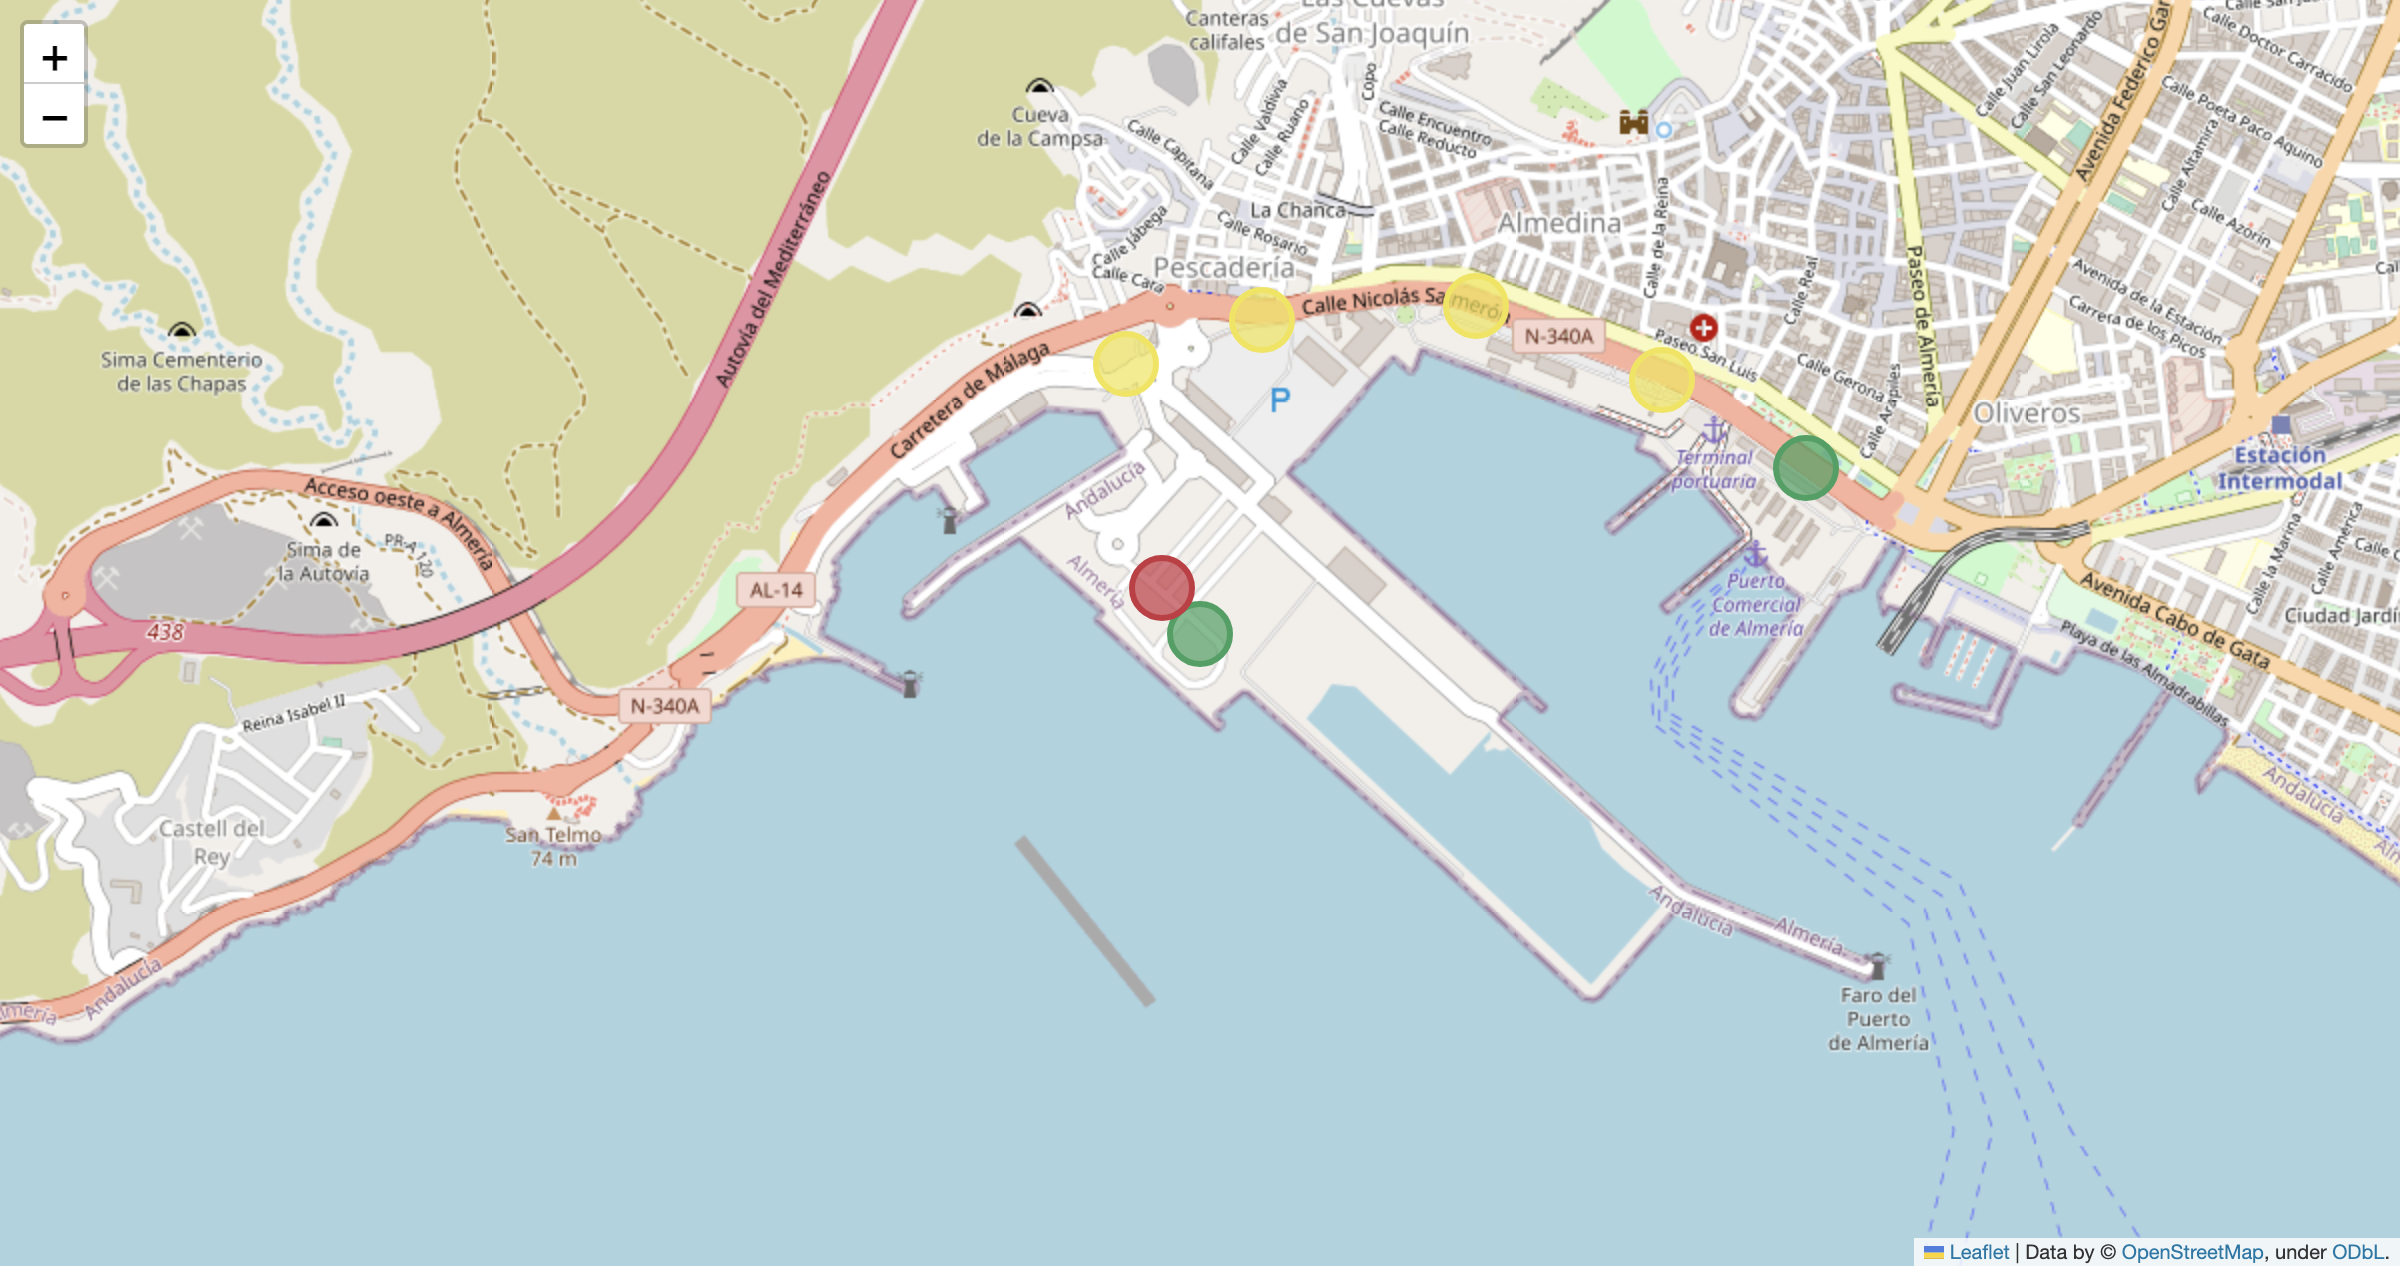 +
−
Canteras
califales
Las Cuevas
de San Joaquín
Copo
Calle Valdivia
Calle Ruano
Calle Encuentro
Calle Reducto
Cueva
de la Campsa
Calle Capitana
Calle Jábega
Calle Cara
Calle Rosario
La Chanca
Pescadería
Almedina
Calle de la Reina
Calle Real
Paseo de Almería
Calle Juan Lirola
Calle San Leonardo
Avenida Federico Gar
Calle Doctor Carracido
Calle Poeta Paco Aquino
Calle Altamira
Calle Azorín
Avenida de la Estación
Carrera de los Picos
Autovía del Mediterráneo
Sima Cementerio
de las Chapas
Calle Nicolás Salmerón
N-340A
Paseo San Luis
Calle Gerona
Calle Arapiles
Oliveros
Estación
Intermodal
Carretera de Málaga
P
Terminal
portuaria
Acceso oeste a Almería
Sima de
la Autovía
PR-A 120
Andalucía
Almería
AL-14
438
Puerto
Comercial
de Almería
Avenida Cabo de Gata
Calle la Marina
Calle América
Calle C
Ciudad Jardí
Playa de las Almadrabillas
N-340A
Reina Isabel II
Castell del
Rey
San Telmo
74 m
Andalucía
Almería
Andalucía
Andalucía
lmería
Faro del
Puerto
de Almería
Leaflet | Data by © OpenStreetMap, under ODbL.